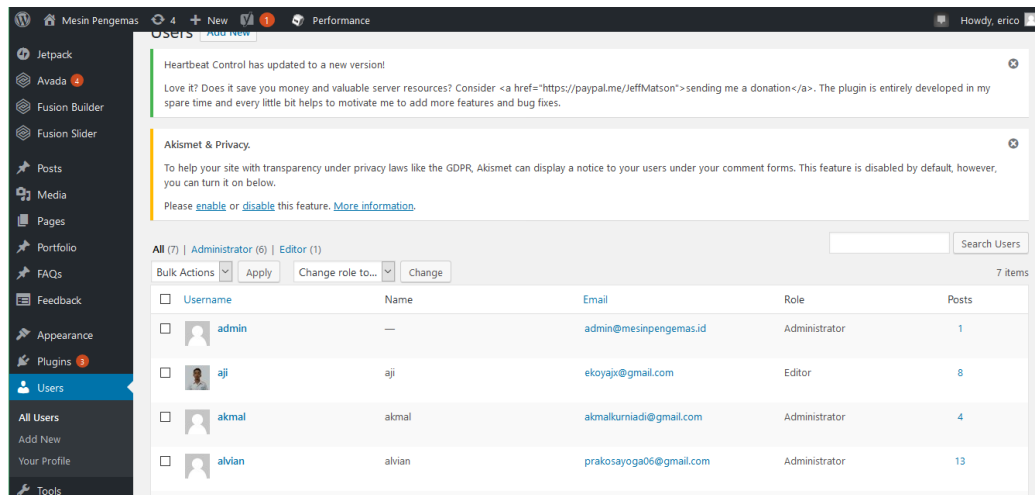 Mesin Pengemas 4 + New 1 Performance Howdy, erico
Users Add New
Jetpack
Avada 4
Fusion Builder
Fusion Slider
Posts
Media
Pages
Portfolio
FAQs
Feedback
Appearance
Plugins 3
Users
All Users
Add New
Your Profile
Tools
Heartbeat Control has updated to a new version!
Love it? Does it save you money and valuable server resources? Consider <a href="https://paypal.me/JeffMatson">sending me a donation</a>. The plugin is entirely developed in my
spare time and every little bit helps to motivate me to add more features and bug fixes.
Akismet & Privacy.
To help your site with transparency under privacy laws like the GDPR, Akismet can display a notice to your users under your comment forms. This feature is disabled by default, however,
you can turn it on below.
Please enable or disable this feature. More information.
All (7) | Administrator (6) | Editor (1) Search Users
Bulk Actions Apply Change role to... Change 7 items
Username Name Email Role Posts
admin — admin@mesinpengemas.id Administrator 1
aji aji ekoyajx@gmail.com Editor 8
akmal akmal akmalkurniadi@gmail.com Administrator 4
alvian alvian prakosayoga06@gmail.com Administrator 13